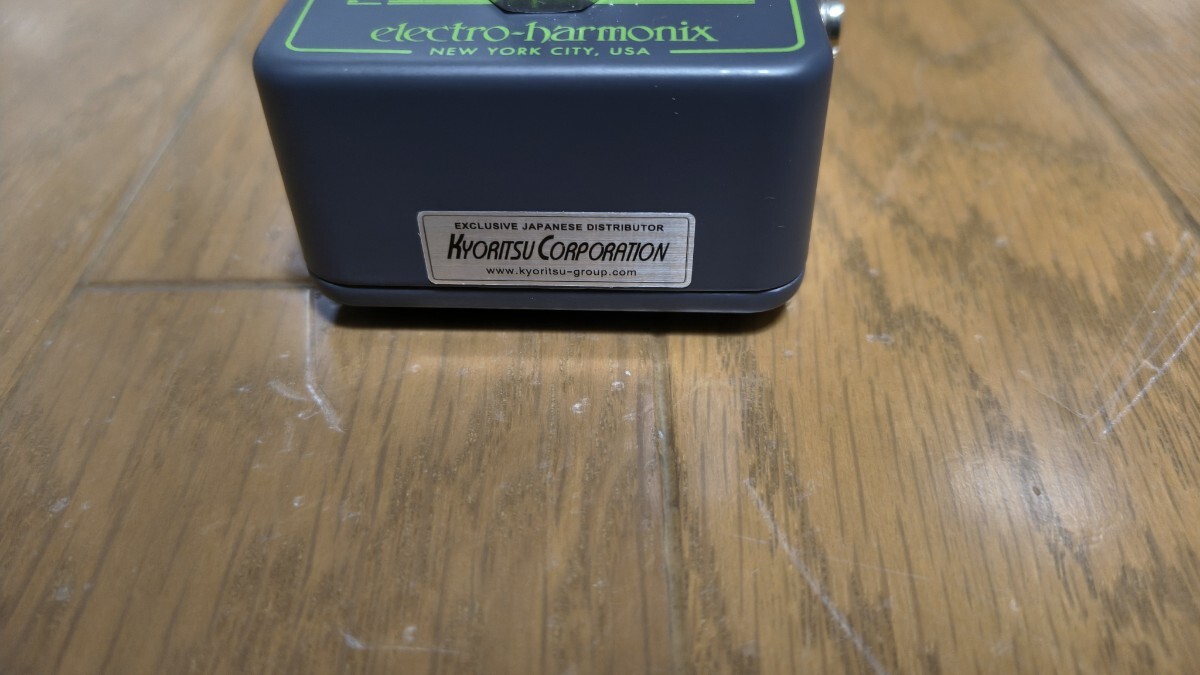 electro-harmonix
NEW YORK CITY, USA
EXCLUSIVE JAPANESE DISTRIBUTOR
KYORITSU CORPORATION
www.kyoritsu-group.com